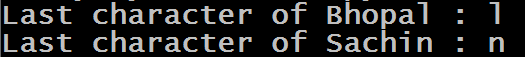 Last character of Bhopal : l
Last character of Sachin : n